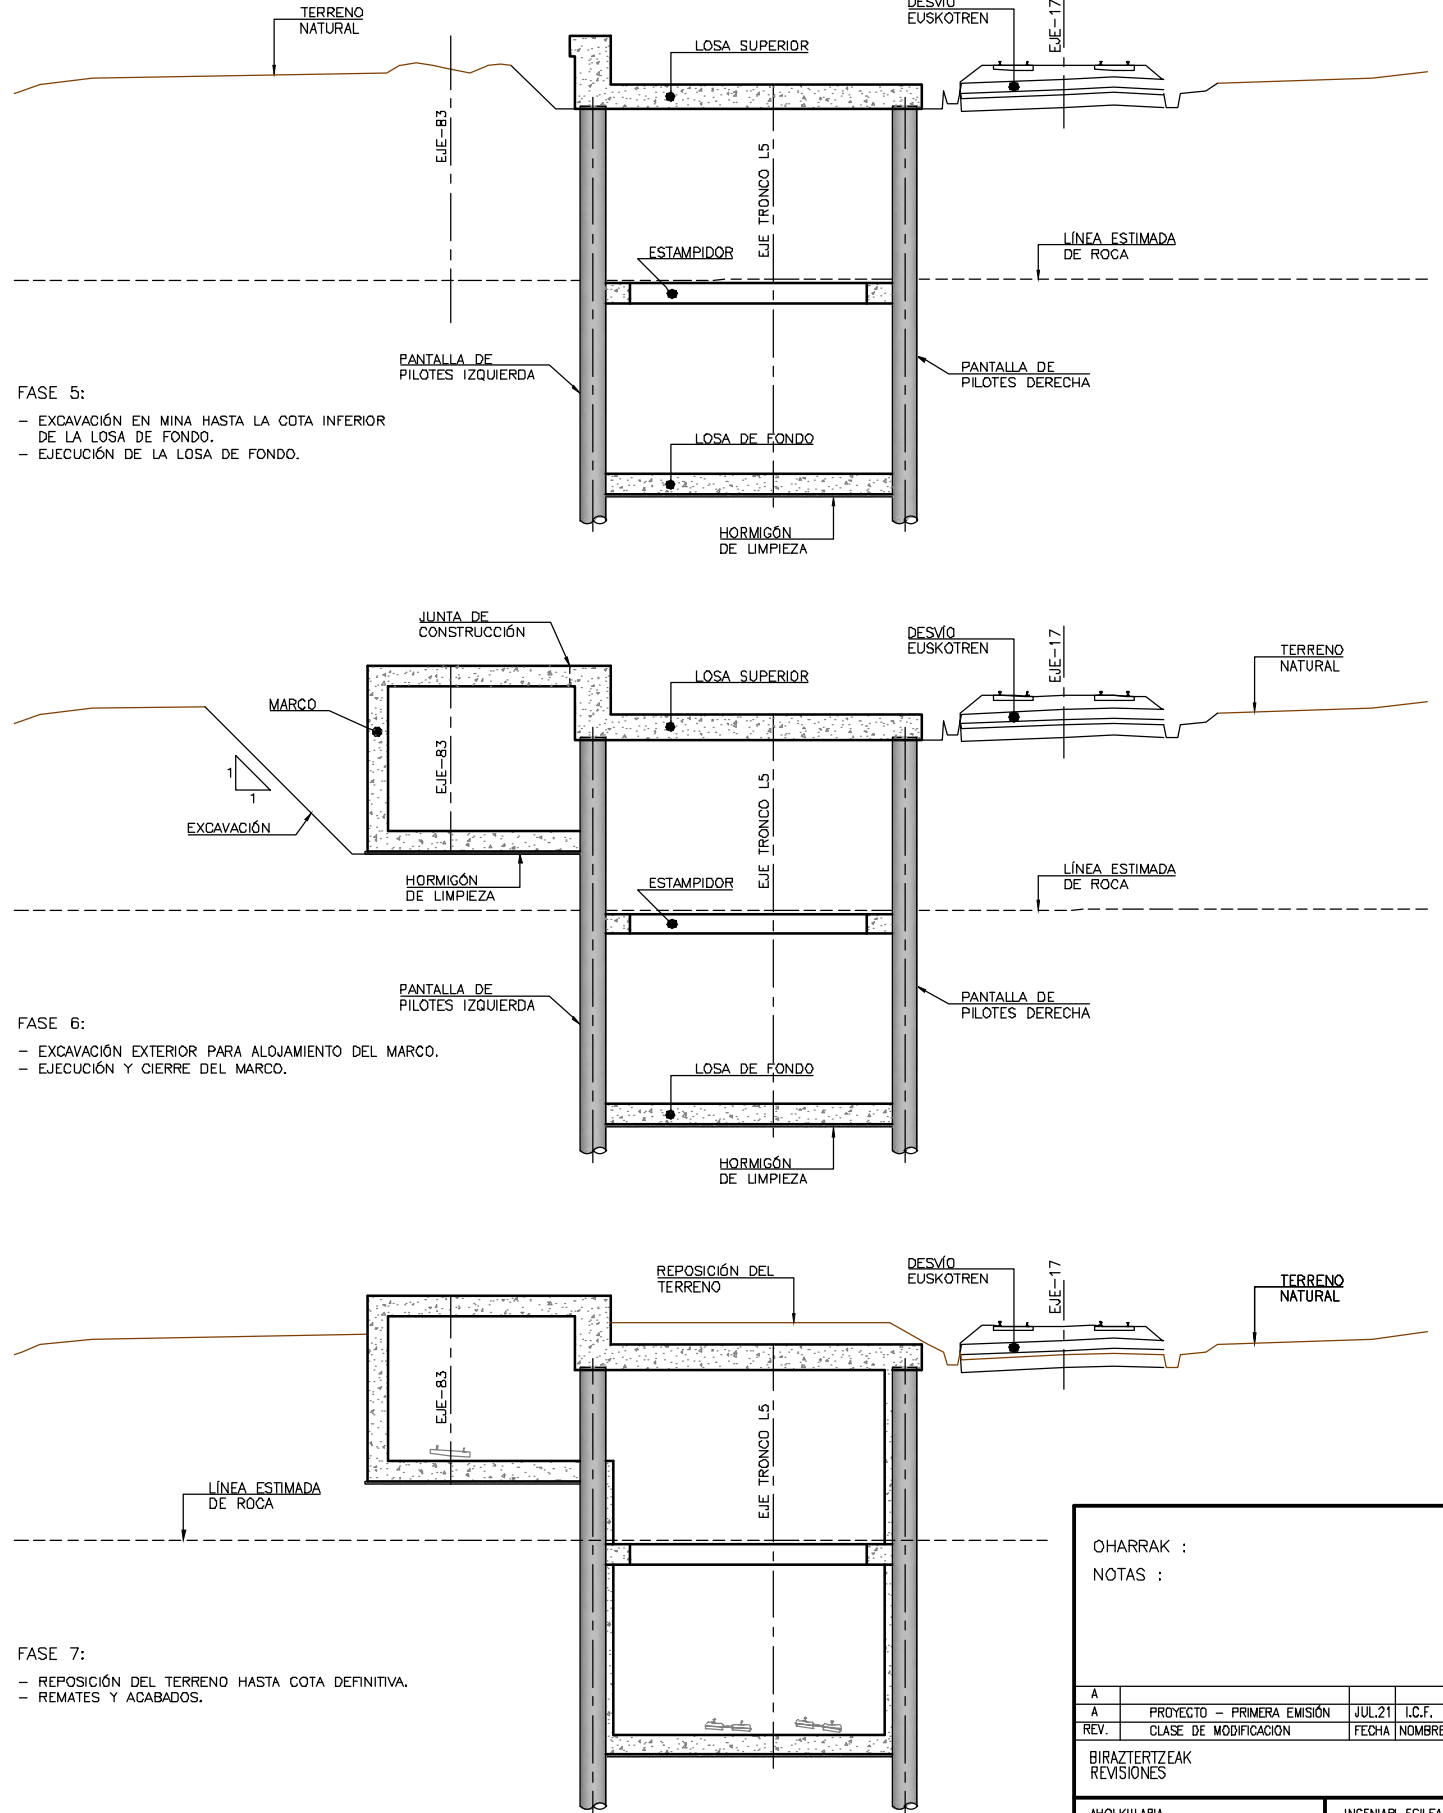 TERRENO
NATURAL
DESVÍO
EUSKOTREN
EJE-17
LOSA SUPERIOR
EJE-83
EJE TRONCO L5
ESTAMPIDOR
LÍNEA ESTIMADA
DE ROCA
PANTALLA DE
PILOTES IZQUIERDA
PANTALLA DE
PILOTES DERECHA
FASE 5:
- EXCAVACIÓN EN MINA HASTA LA COTA INFERIOR
DE LA LOSA DE FONDO.
- EJECUCIÓN DE LA LOSA DE FONDO.
LOSA DE FONDO
HORMIGÓN
DE LIMPIEZA
JUNTA DE
CONSTRUCCIÓN
DESVÍO
EUSKOTREN
EJE-17
TERRENO
NATURAL
LOSA SUPERIOR
MARCO
EJE-83
1
1
EXCAVACIÓN
EJE TRONCO L5
HORMIGÓN
DE LIMPIEZA
ESTAMPIDOR
LÍNEA ESTIMADA
DE ROCA
PANTALLA DE
PILOTES IZQUIERDA
PANTALLA DE
PILOTES DERECHA
FASE 6:
- EXCAVACIÓN EXTERIOR PARA ALOJAMIENTO DEL MARCO.
- EJECUCIÓN Y CIERRE DEL MARCO.
LOSA DE FONDO
HORMIGÓN
DE LIMPIEZA
REPOSICIÓN DEL
TERRENO
DESVÍO
EUSKOTREN
EJE-17
TERRENO
NATURAL
EJE-83
EJE TRONCO L5
LÍNEA ESTIMADA
DE ROCA
FASE 7:
- REPOSICIÓN DEL TERRENO HASTA COTA DEFINITIVA.
- REMATES Y ACABADOS.
OHARRAK :
NOTAS :
A
A PROYECTO - PRIMERA EMISIÓN JUL.21 I.C.F.
REV. CLASE DE MODIFICACION FECHA NOMBRE
BIRAZTERTZEAK
REVISIONES